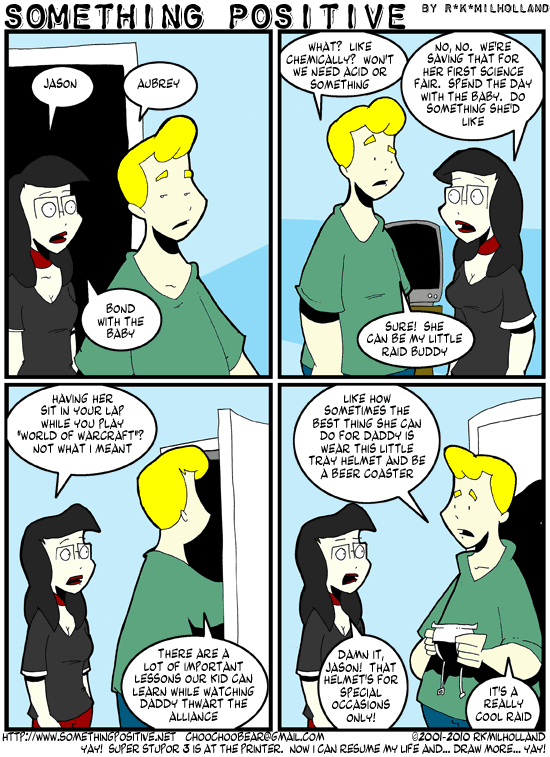 SOMETHING POSITIVE BY R*K*MILHOLLAND
JASON
AUBREY
BOND
WITH THE
BABY
WHAT? LIKE
CHEMICALLY? WON'T
WE NEED ACID OR
SOMETHING
NO, NO. WE'RE
SAVING THAT FOR
HER FIRST SCIENCE
FAIR. SPEND THE DAY
WITH THE BABY. DO
SOMETHING SHE'D
LIKE
SURE! SHE
CAN BE MY LITTLE
RAID BUDDY
HAVING HER
SIT IN YOUR LAP
WHILE YOU PLAY
"WORLD OF WARCRAFT"?
NOT WHAT I MEANT
THERE ARE A
LOT OF IMPORTANT
LESSONS OUR KID CAN
LEARN WHILE WATCHING
DADDY THWART THE
ALLIANCE
LIKE HOW
SOMETIMES THE
BEST THING SHE CAN
DO FOR DADDY IS
WEAR THIS LITTLE
TRAY HELMET AND BE
A BEER COASTER
DAMN IT,
JASON! THAT
HELMET'S FOR
SPECIAL
OCCASIONS
ONLY!
IT'S A
REALLY
COOL RAID
HTTP://WWW.SOMETHINGPOSITIVE.NET CHOOCHOOBEAR@GMAIL.COM ©2001-2010 RKMILHOLLAND
YAY! SUPER STUPOR 3 IS AT THE PRINTER. NOW I CAN RESUME MY LIFE AND... DRAW MORE... YAY!